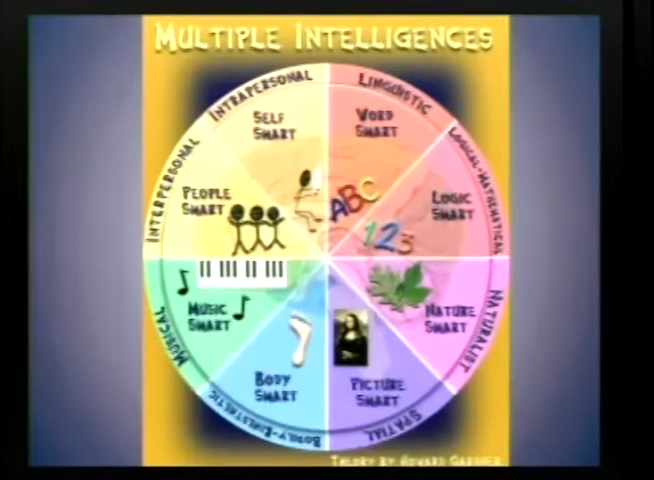 MULTIPLE INTELLIGENCES
INTRAPERSONAL
SELF
SMART
LINGUISTIC
WORD
SMART
LOGICAL-MATHEMATICAL
LOGIC
SMART
INTERPERSONAL
PEOPLE
SMART
ABC
123
MUSICAL
MUSIC
SMART
NATURALIST
NATURE
SMART
BODILY-KINESTHETIC
BODY
SMART
SPATIAL
PICTURE
SMART
THEORY BY HOWARD GARDNER